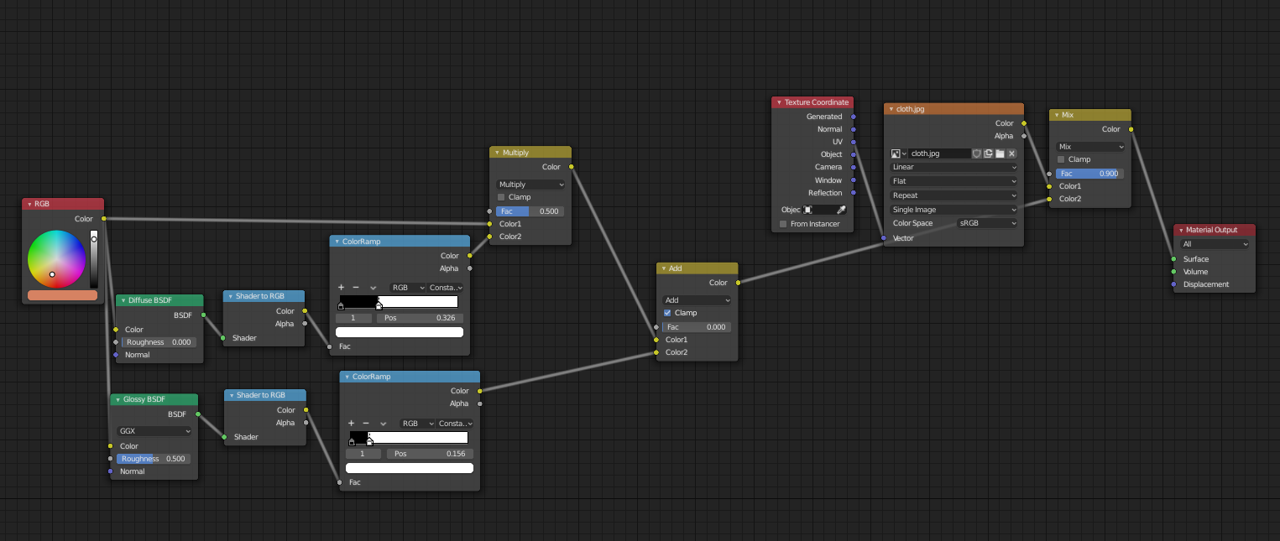 RGB
Color
Diffuse BSDF
BSDF
Color
Roughness 0.000
Normal
Glossy BSDF
BSDF
GGX
Color
Roughness 0.500
Normal
Shader to RGB
Color
Alpha
Shader
Shader to RGB
Color
Alpha
Shader
ColorRamp
Color
Alpha
+ − RGB Consta..
1 Pos 0.326
Fac
ColorRamp
Color
Alpha
+ − RGB Consta..
1 Pos 0.156
Fac
Multiply
Color
Multiply
Clamp
Fac 0.500
Color1
Color2
Add
Color
Add
Clamp
Fac 0.000
Color1
Color2
Texture Coordinate
Generated
Normal
UV
Object
Camera
Window
Reflection
Objec
From Instancer
cloth.jpg
Color
Alpha
cloth.jpg
Linear
Flat
Repeat
Single Image
Color Space sRGB
Vector
Mix
Color
Mix
Clamp
Fac 0.900
Color1
Color2
Material Output
All
Surface
Volume
Displacement